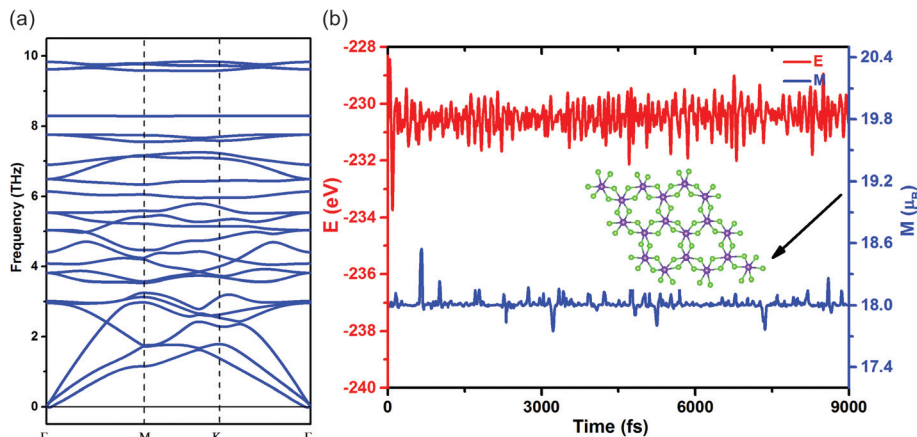 (a)
10
8
6
4
2
0
Frequency (THz)
Γ
M
K
Γ
(b)
-228
-230
-232
-234
-236
-238
-240
E (eV)
E
M
20.4
19.8
19.2
18.6
18.0
17.4
M (μ_B)
0
3000
6000
9000
Time (fs)